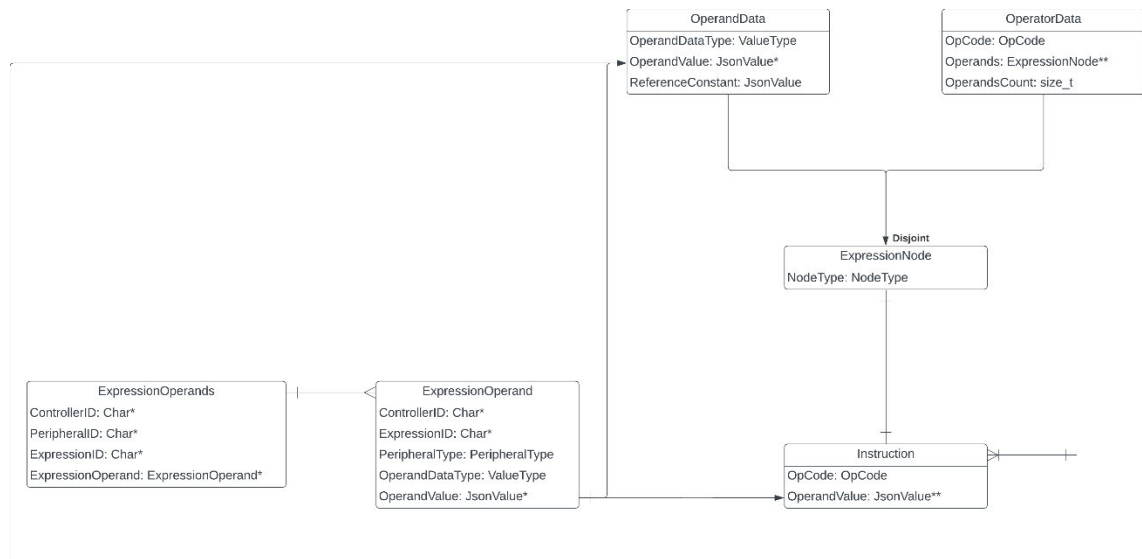 OperandData
OperandDataType: ValueType
OperandValue: JsonValue*
ReferenceConstant: JsonValue
OperatorData
OpCode: OpCode
Operands: ExpressionNode**
OperandsCount: size_t
Disjoint
ExpressionNode
NodeType: NodeType
ExpressionOperands
ControllerID: Char*
PeripheralID: Char*
ExpressionID: Char*
ExpressionOperand: ExpressionOperand*
ExpressionOperand
ControllerID: Char*
ExpressionID: Char*
PeripheralType: PeripheralType
OperandDataType: ValueType
OperandValue: JsonValue*
Instruction
OpCode: OpCode
OperandValue: JsonValue**